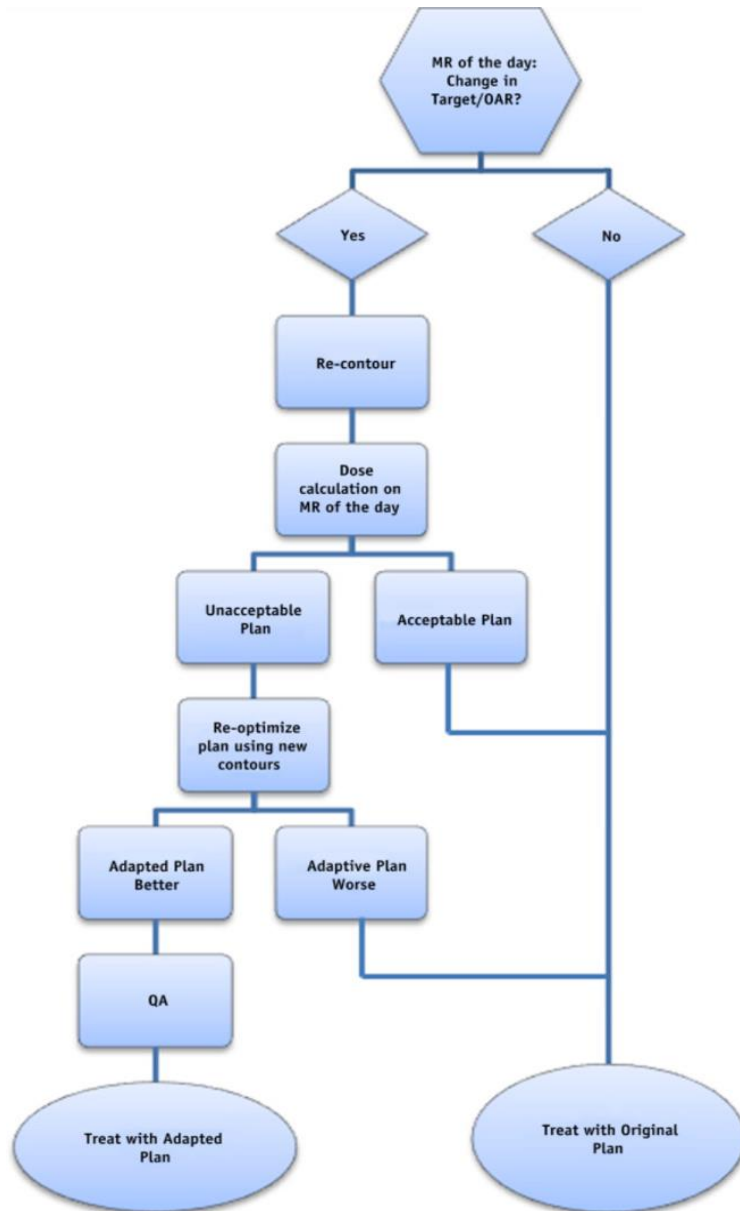 MR of the day:
Change in
Target/OAR?
Yes
No
Re-contour
Dose
calculation on
MR of the day
Unacceptable
Plan
Acceptable Plan
Re-optimize
plan using new
contours
Adapted Plan
Better
Adaptive Plan
Worse
QA
Treat with Adapted
Plan
Treat with Original
Plan